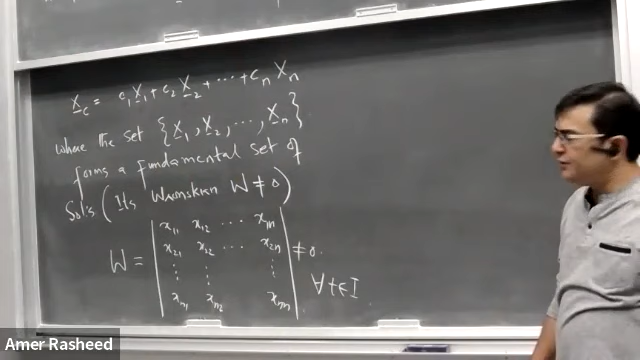 X_c = c_1 X_1 + c_2 X_2 + ... + c_n X_n
Where the set {X_1, X_2, ..., X_n}
forms a fundamental set of
Sol's (Its Wronskian W ≠ 0)
W = | x_11 x_12 ... x_1n |
| x_21 x_22 ... x_2n | ≠ 0.
| ⋮ ⋮ ⋮ | ∀ t ∈ I
| x_n1 x_n2 x_nn |
Amer Rasheed